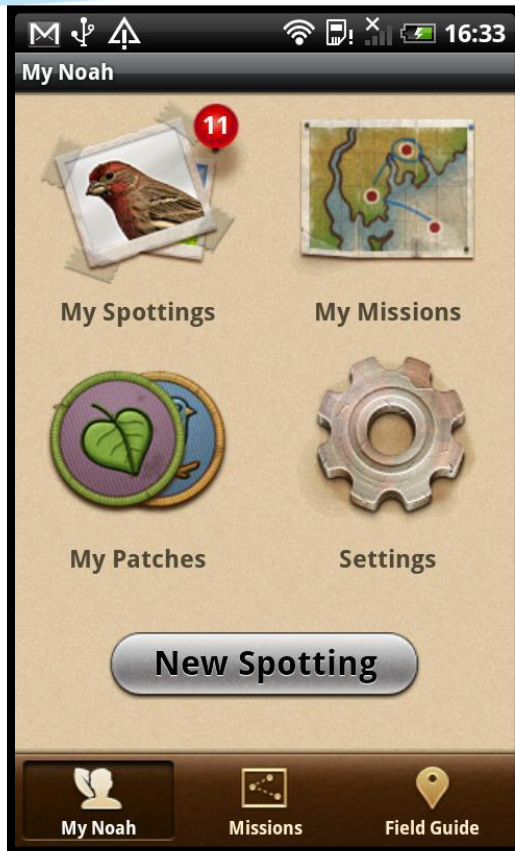 16:33
My Noah
11
My Spottings
My Missions
My Patches
Settings
New Spotting
My Noah
Missions
Field Guide